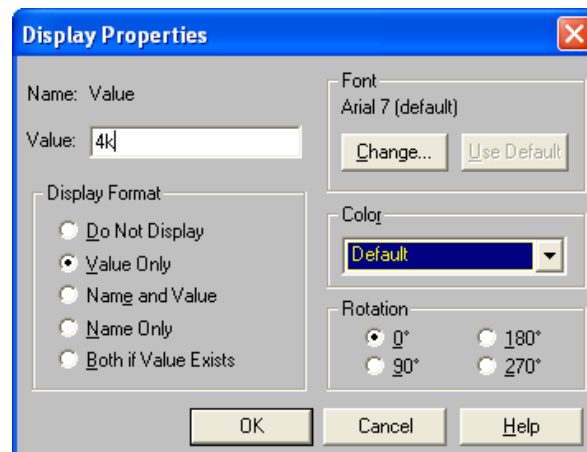 Display Properties
Name: Value
Value: 4k
Display Format
Do Not Display
Value Only
Name and Value
Name Only
Both if Value Exists
Font
Arial 7 (default)
Change... Use Default
Color
Default
Rotation
0° 180°
90° 270°
OK Cancel Help